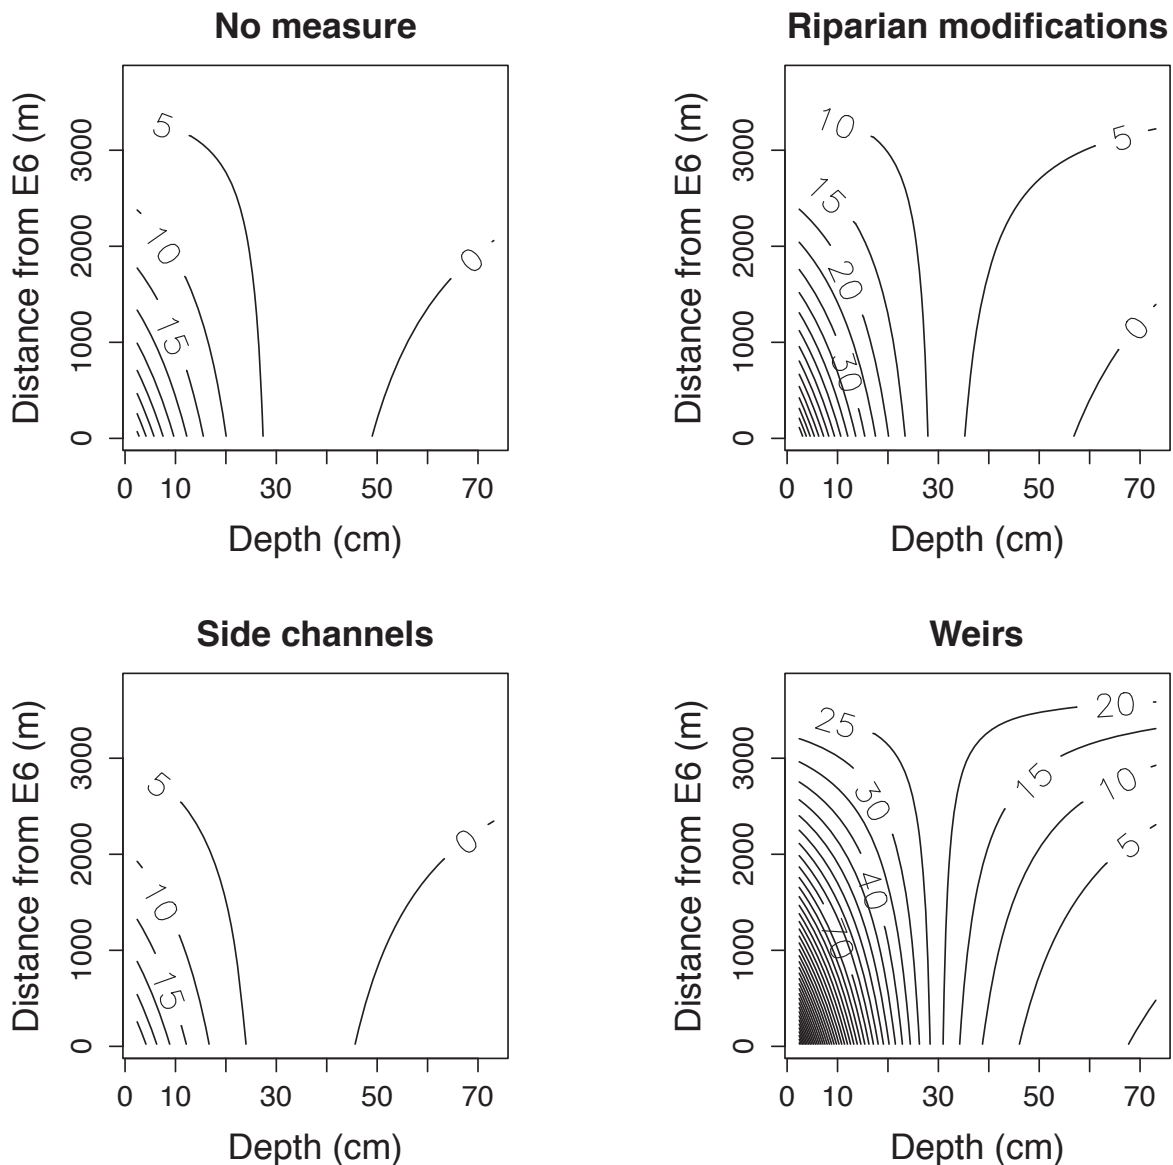 No measure
5
10
15
0
3000
2000
1000
0
Distance from E6 (m)
0 10 30 50 70
Depth (cm)
Riparian modifications
10
5
15
20
30
0
3000
2000
1000
0
Distance from E6 (m)
0 10 30 50 70
Depth (cm)
Side channels
5
10
15
0
3000
2000
1000
0
Distance from E6 (m)
0 10 30 50 70
Depth (cm)
Weirs
25
20
30
15
10
40
5
70
3000
2000
1000
0
Distance from E6 (m)
0 10 30 50 70
Depth (cm)